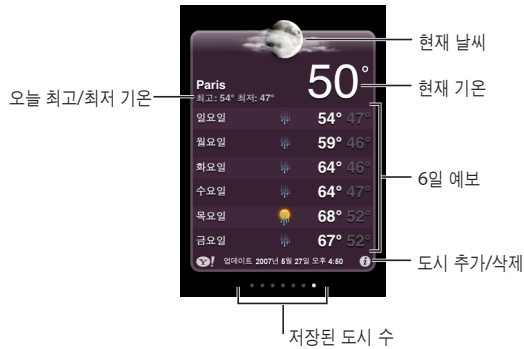 현재 날씨
Paris
50°
현재 기온
최고: 54° 최저: 47°
오늘 최고/최저 기온
일요일 54° 47°
월요일 59° 46°
화요일 64° 46°
수요일 64° 47°
목요일 68° 52°
금요일 67° 52°
6일 예보
Y! 업데이트 2007년 5월 27일 오후 4:50 i
도시 추가/삭제
저장된 도시 수